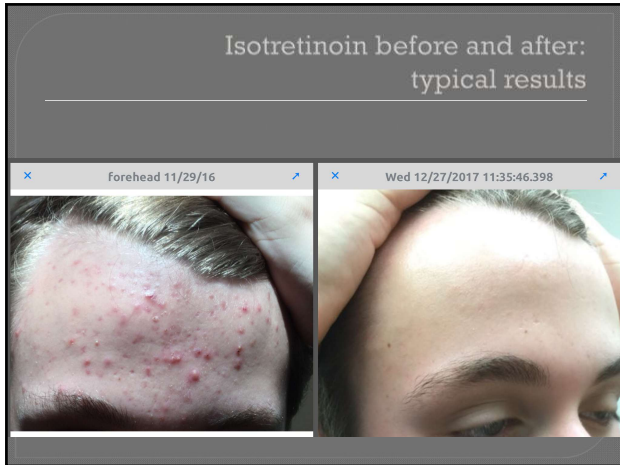 Isotretinoin before and after:
typical results
forehead 11/29/16
Wed 12/27/2017 11:35:46.398